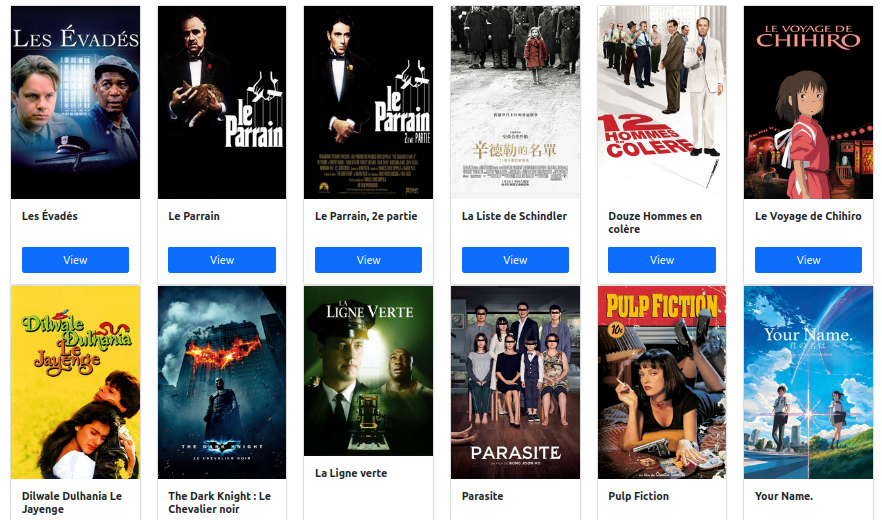 LES ÉVADÉS
le
Parrain
le
Parrain
2eme PARTIE
辛德勒的名單
12
HOMMES
EN
COLÈRE
LE VOYAGE DE
CHIHIRO
Les Évadés
Le Parrain
Le Parrain, 2e partie
La Liste de Schindler
Douze Hommes en
colère
Le Voyage de Chihiro
View
View
View
View
View
View
Dilwale
Dulhania
Le
Jayenge
THE DARK KNIGHT
LE CHEVALIER NOIR
LA
LIGNE VERTE
PARASITE
UN FILM DE BONG JOON HO
PULP FICTION
10¢
Your Name.
君の名は。
La Ligne verte
Dilwale Dulhania Le
Jayenge
The Dark Knight : Le
Chevalier noir
Parasite
Pulp Fiction
Your Name.